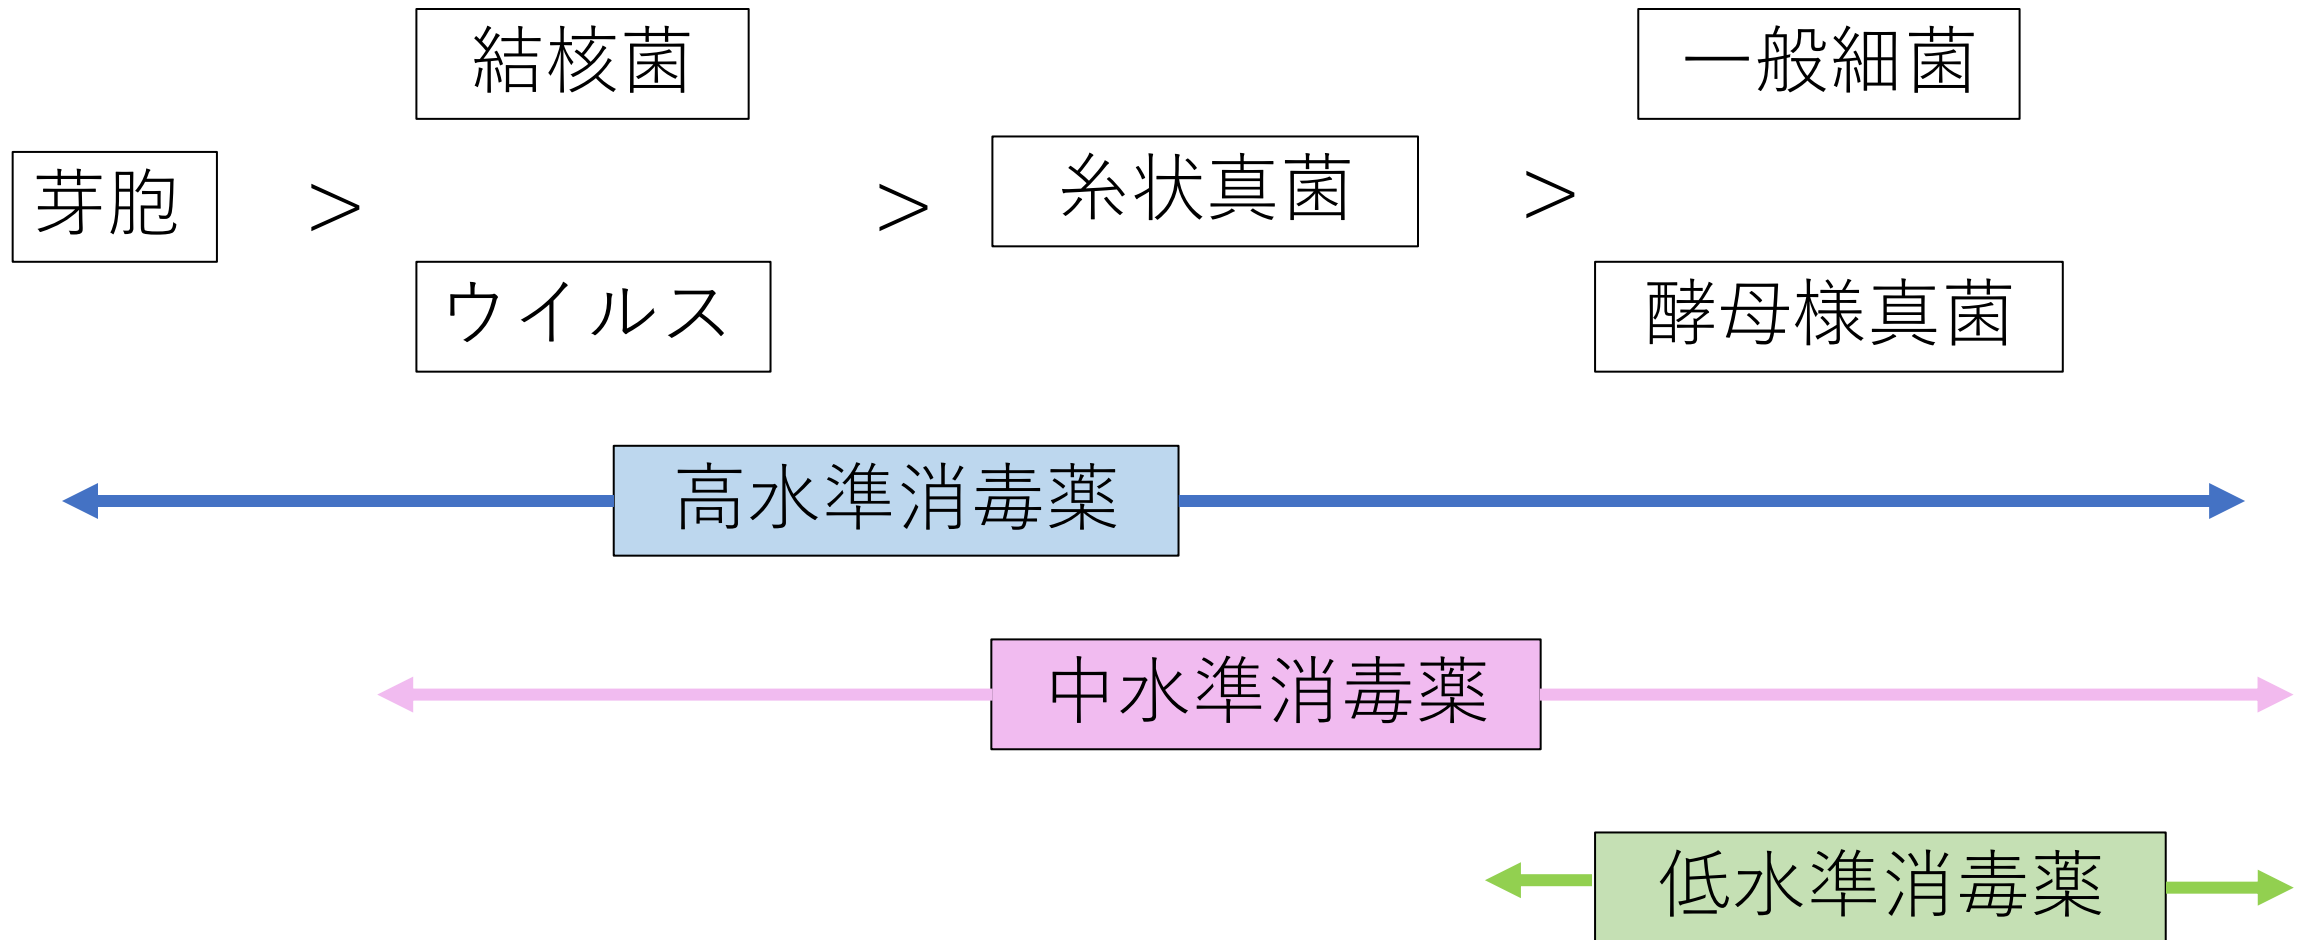 結核菌
一般細菌
芽胞
>
>
糸状真菌
>
ウイルス
酵母様真菌
高水準消毒薬
中水準消毒薬
低水準消毒薬